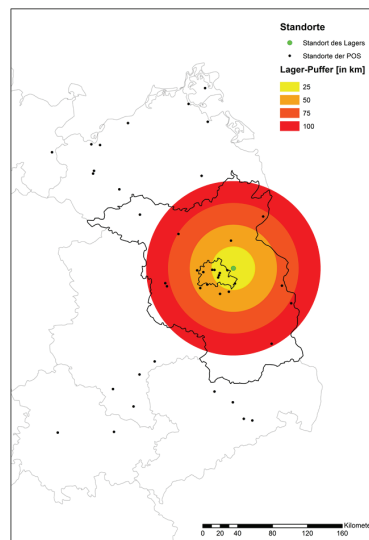 Standorte
Standort des Lagers
Standorte der POS
Lager-Puffer [in km]
25
50
75
100
Kilometer
0 20 40 80 120 160